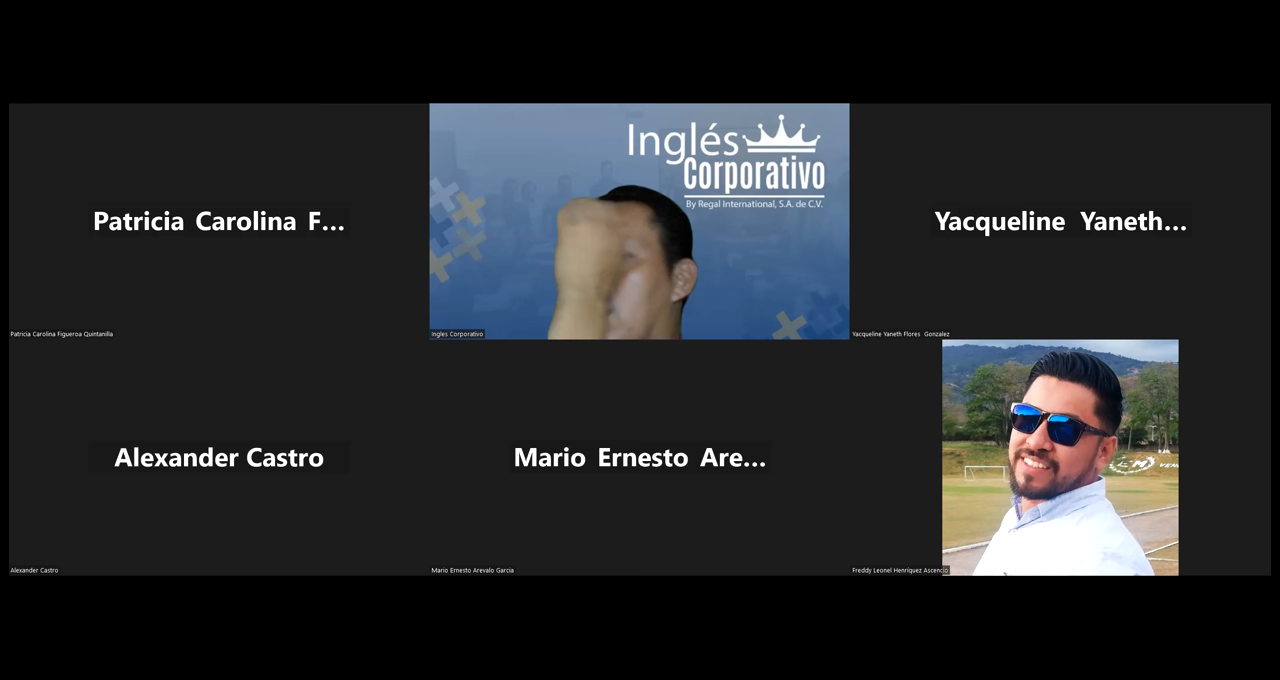 Patricia Carolina F...
Patricia Carolina Figueroa Quintanilla
Inglés
Corporativo
By Regal International, S.A. de C.V.
Ingles Corporativo
Yacqueline Yaneth...
Yacqueline Yaneth Flores Gonzalez
Alexander Castro
Alexander Castro
Mario Ernesto Are...
Mario Ernesto Arevalo Garcia
Freddy Leonel Henríquez Ascencio